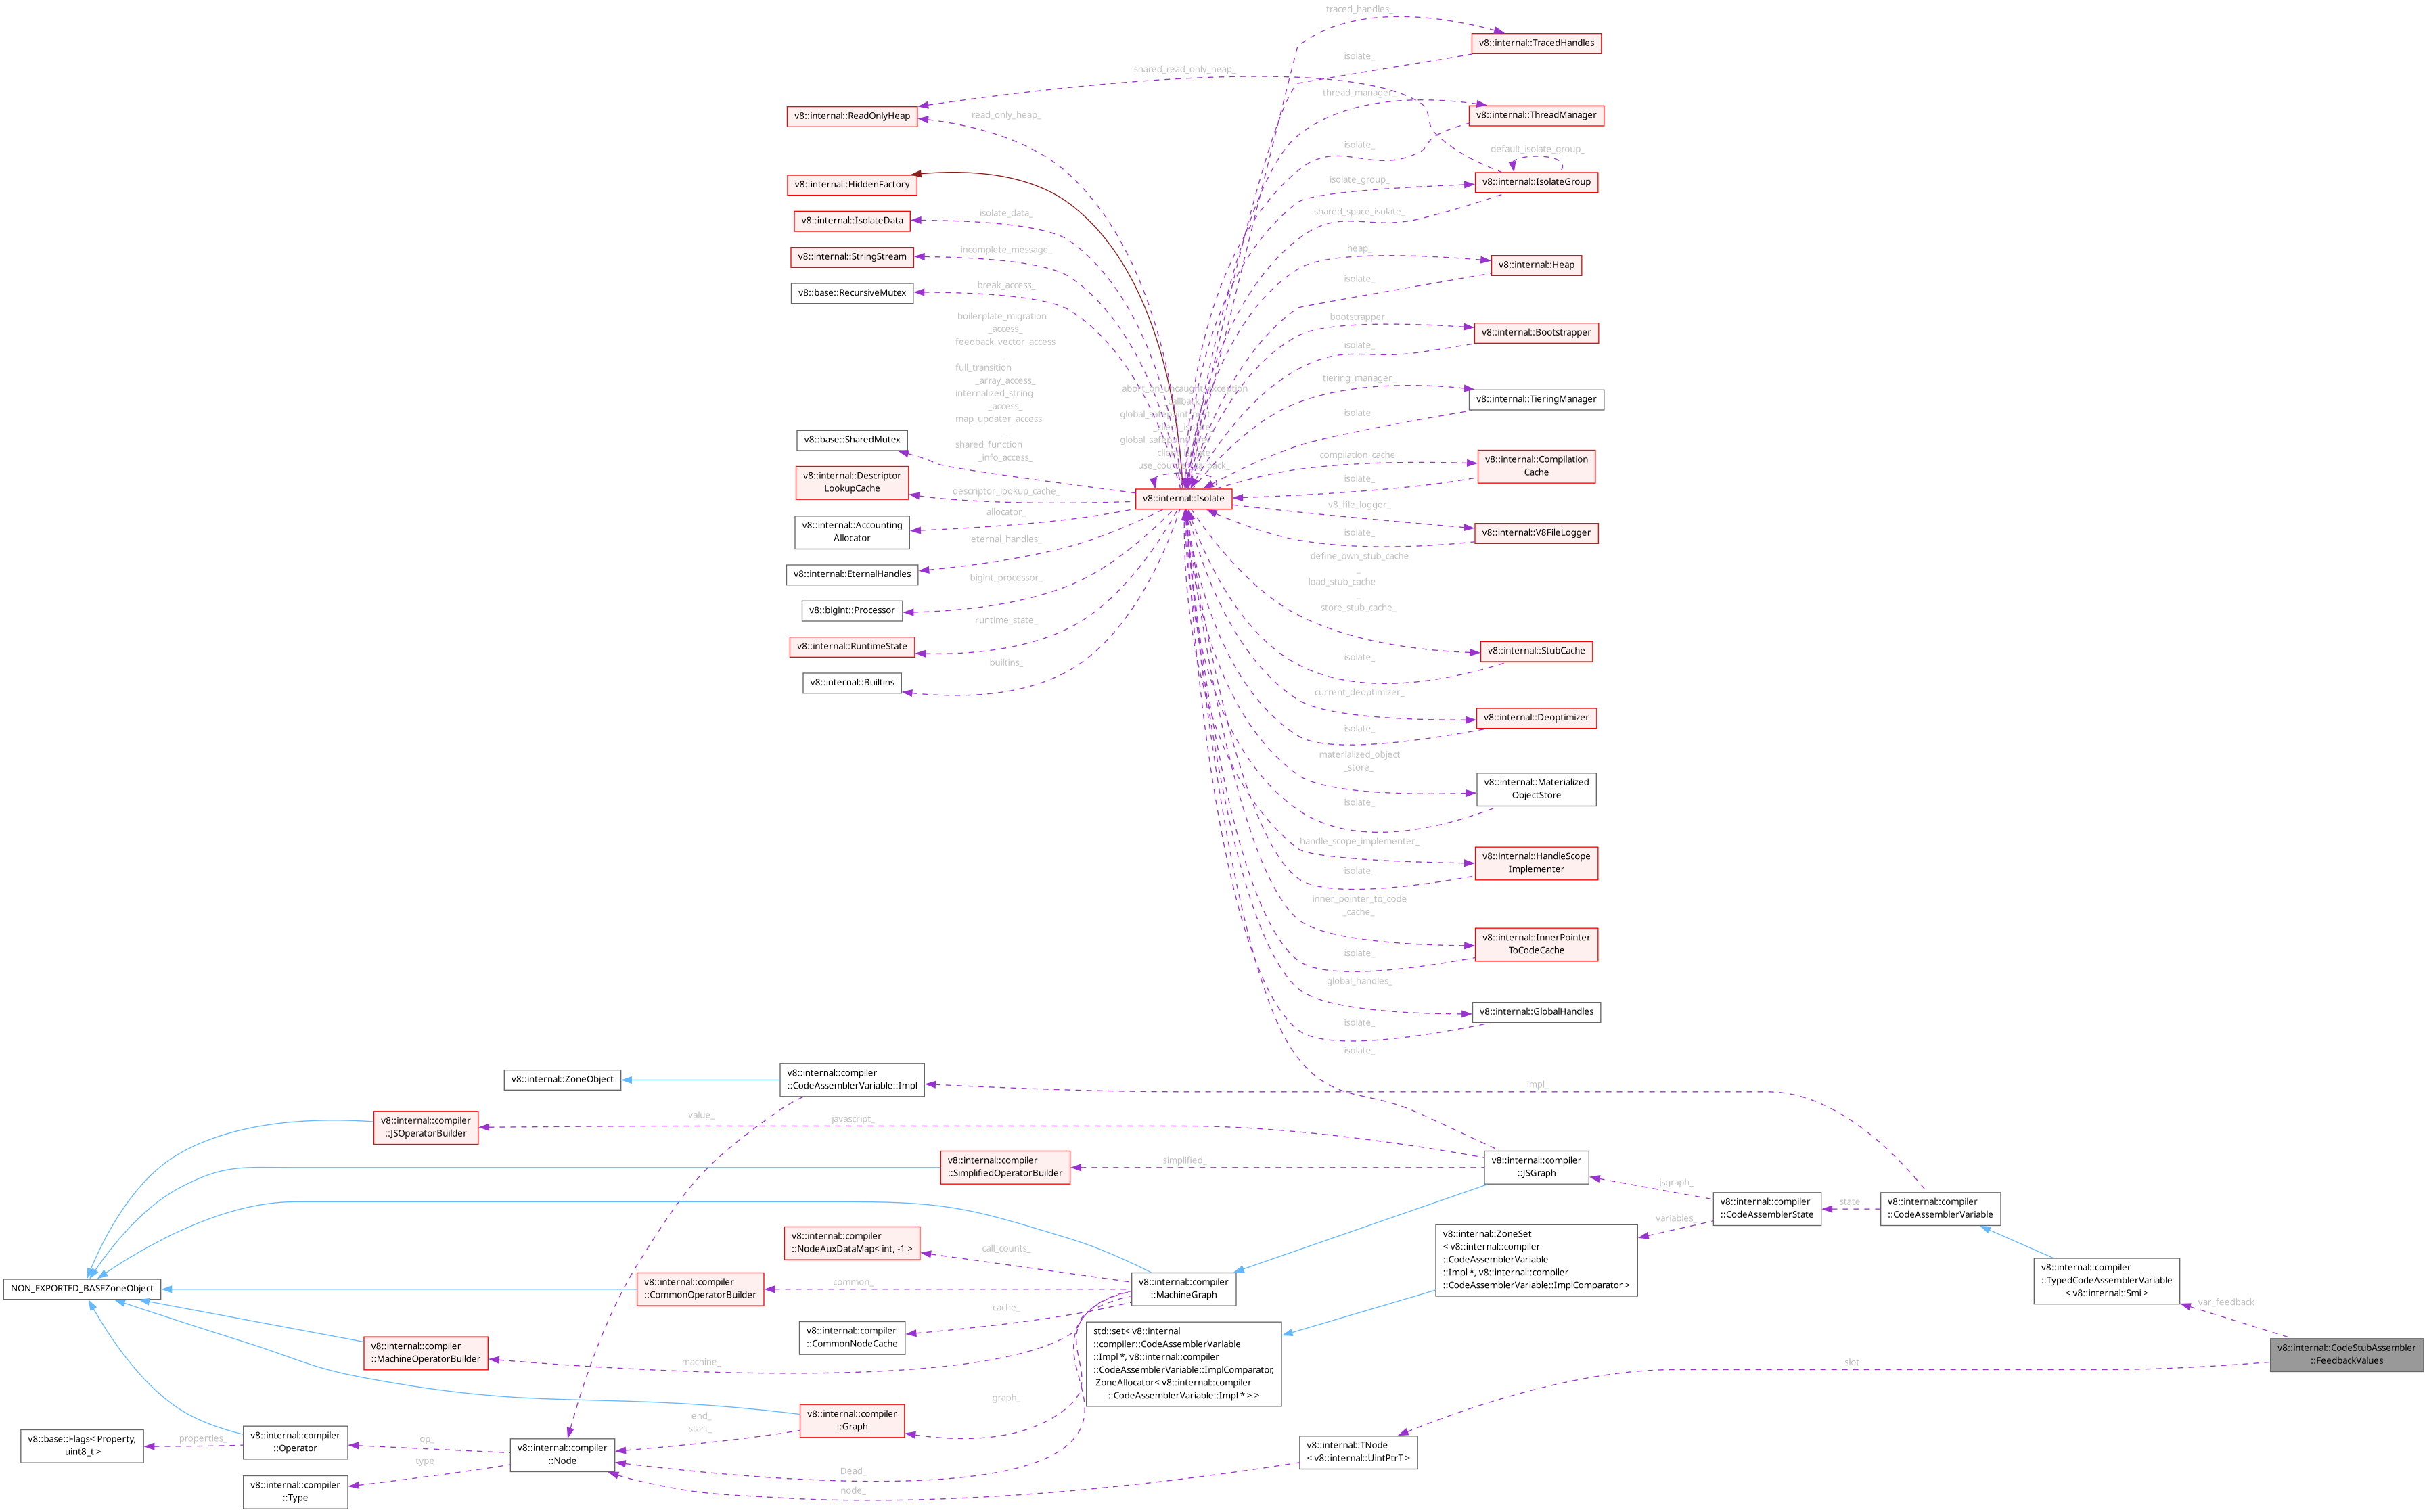 traced_handles_
v8::internal::TracedHandles
isolate_
shared_read_only_heap_
thread_manager_
v8::internal::ReadOnlyHeap
read_only_heap_
v8::internal::ThreadManager
isolate_
default_isolate_group_
v8::internal::HiddenFactory
isolate_group_
v8::internal::IsolateGroup
isolate_data_
v8::internal::IsolateData
shared_space_isolate_
incomplete_message_
v8::internal::StringStream
heap_
v8::internal::Heap
break_access_
v8::base::RecursiveMutex
isolate_
boilerplate_migration
_access_
feedback_vector_access
_
full_transition
_array_access_
internalized_string
_access_
map_updater_access
_
shared_function
_info_access_
bootstrapper_
v8::internal::Bootstrapper
isolate_
tiering_manager_
v8::internal::TieringManager
isolate_
abort_on_uncaught_exception
global_safepoint
_client_isolate_
v8::base::SharedMutex
compilation_cache_
v8::internal::Compilation
Cache
isolate_
v8::internal::Descriptor
LookupCache
descriptor_lookup_cache_
v8::internal::Isolate
v8_file_logger_
v8::internal::V8FileLogger
isolate_
v8::internal::Accounting
Allocator
allocator_
eternal_handles_
v8::internal::EternalHandles
define_own_stub_cache
_
load_stub_cache
_
store_stub_cache_
bigint_processor_
v8::bigint::Processor
runtime_state_
v8::internal::RuntimeState
v8::internal::StubCache
isolate_
builtins_
v8::internal::Builtins
current_deoptimizer_
v8::internal::Deoptimizer
isolate_
materialized_object
_store_
v8::internal::Materialized
ObjectStore
isolate_
handle_scope_implementer_
v8::internal::HandleScope
Implementer
isolate_
inner_pointer_to_code
_cache_
v8::internal::InnerPointer
ToCodeCache
isolate_
global_handles_
v8::internal::GlobalHandles
isolate_
isolate_
v8::internal::ZoneObject
v8::internal::compiler
::CodeAssemblerVariable::Impl
impl_
v8::internal::compiler
::JSOperatorBuilder
value_
javascript_
v8::internal::compiler
::SimplifiedOperatorBuilder
simplified_
v8::internal::compiler
::JSGraph
jsgraph_
v8::internal::compiler
::CodeAssemblerState
state_
v8::internal::compiler
::CodeAssemblerVariable
variables_
v8::internal::compiler
::NodeAuxDataMap< int, -1 >
call_counts_
v8::internal::ZoneSet
< v8::internal::compiler
::CodeAssemblerVariable
::Impl *, v8::internal::compiler
::CodeAssemblerVariable::ImplComparator >
v8::internal::compiler
::TypedCodeAssemblerVariable
< v8::internal::Smi >
NON_EXPORTED_BASEZoneObject
v8::internal::compiler
::CommonOperatorBuilder
common_
v8::internal::compiler
::MachineGraph
var_feedback
cache_
v8::internal::compiler
::CommonNodeCache
std::set< v8::internal
::compiler::CodeAssemblerVariable
::Impl *, v8::internal::compiler
::CodeAssemblerVariable::ImplComparator,
ZoneAllocator< v8::internal::compiler
::CodeAssemblerVariable::Impl * > >
v8::internal::compiler
::MachineOperatorBuilder
machine_
slot
v8::internal::CodeStubAssembler
::FeedbackValues
graph_
v8::internal::compiler
::Graph
end_
start_
v8::base::Flags< Property,
uint8_t >
properties_
v8::internal::compiler
::Operator
op_
type_
v8::internal::compiler
::Node
v8::internal::TNode
< v8::internal::UintPtrT >
Dead_
node_
v8::internal::compiler
::Type